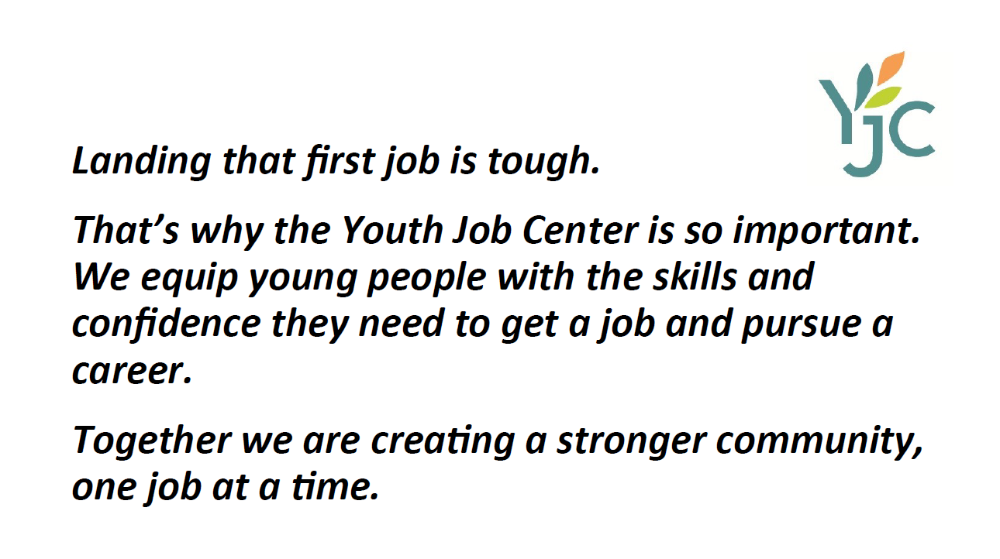 YJC
Landing that first job is tough.
That’s why the Youth Job Center is so important.
We equip young people with the skills and
confidence they need to get a job and pursue a
career.
Together we are creating a stronger community,
one job at a time.